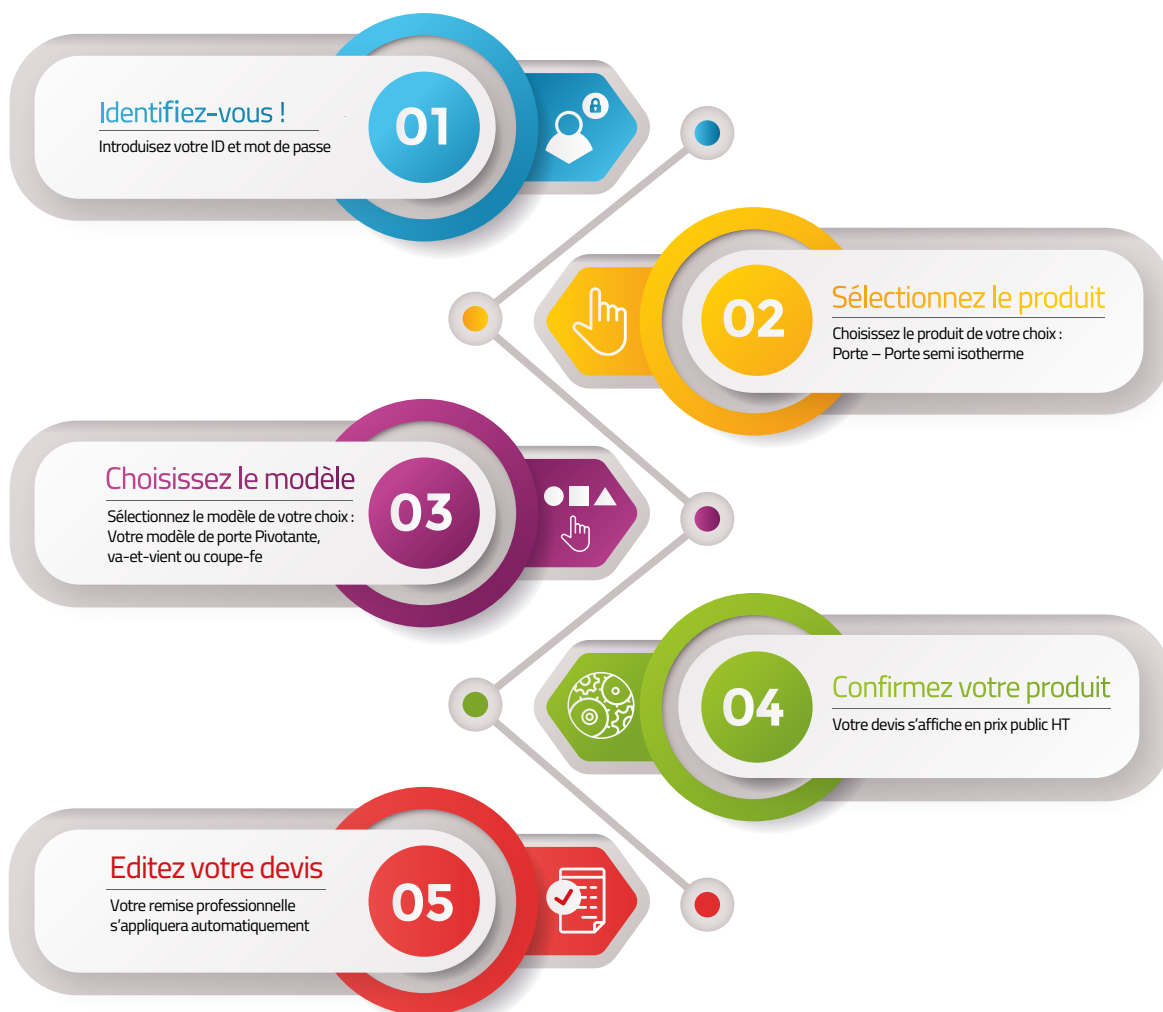 Identifiez-vous !
Introduisez votre ID et mot de passe
01
02
Sélectionnez le produit
Choisissez le produit de votre choix :
Porte – Porte semi isotherme
Choisissez le modèle
Sélectionnez le modèle de votre choix :
Votre modèle de porte Pivotante,
va-et-vient ou coupe-fe
03
04
Confirmez votre produit
Votre devis s’affiche en prix public HT
Editez votre devis
Votre remise professionnelle
s’appliquera automatiquement
05